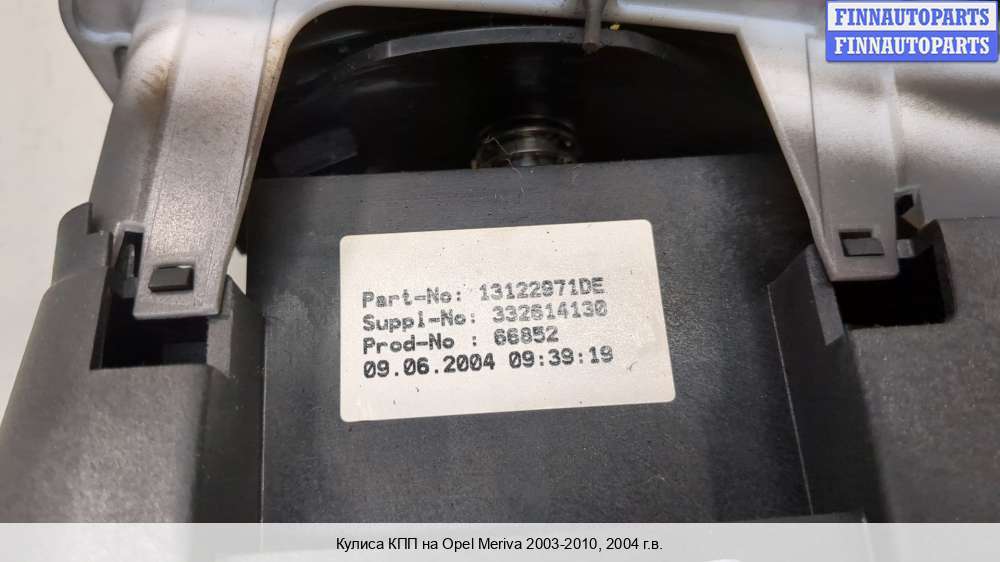 FINNAUTOPARTS
FINNAUTOPARTS
Part-No: 13122971DE
Suppl-No: 332614130
Prod-No : 66852
09.06.2004 09:39:19
Кулиса КПП на Opel Meriva 2003-2010, 2004 г.в.